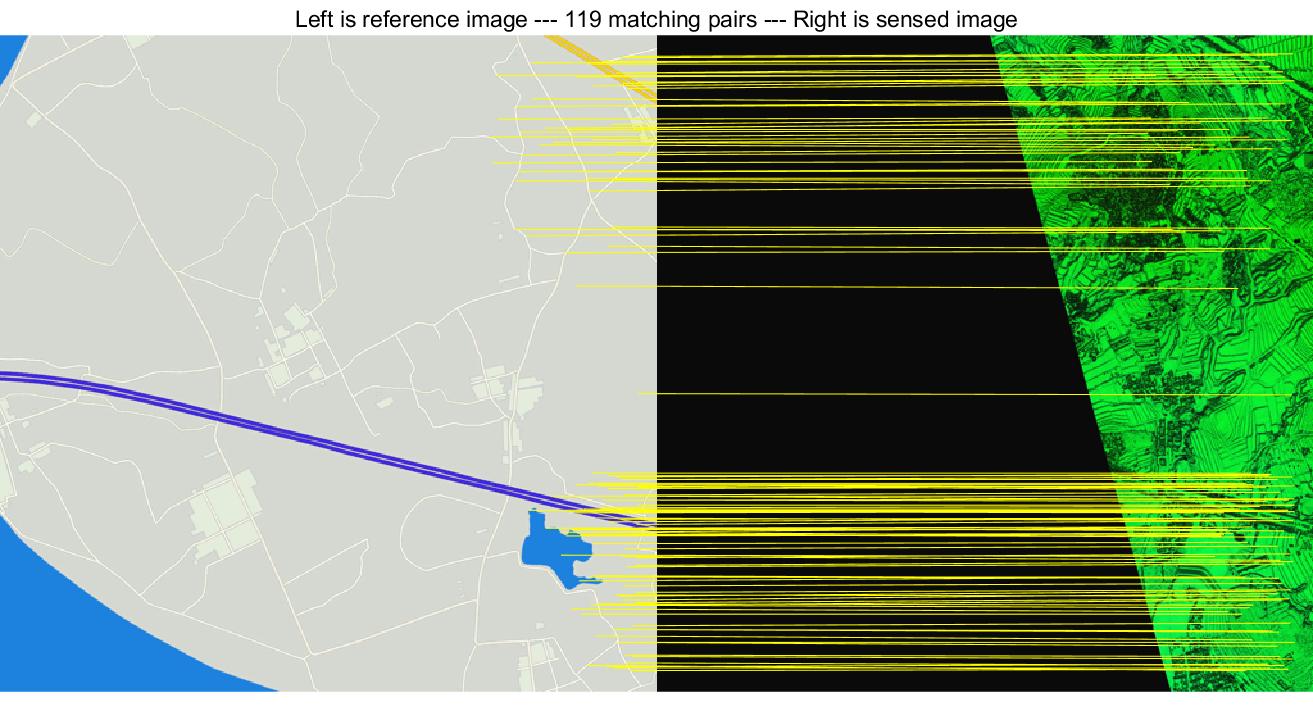 Left is reference image --- 119 matching pairs --- Right is sensed image